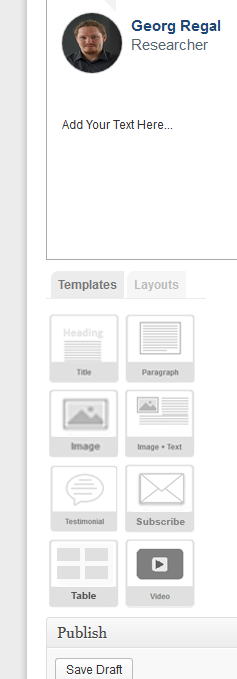 Georg Regal
Researcher
Add Your Text Here...
Templates Layouts
Heading
Title Paragraph
Image Image + Text
Testimonial Subscribe
Table Video
Publish
Save Draft